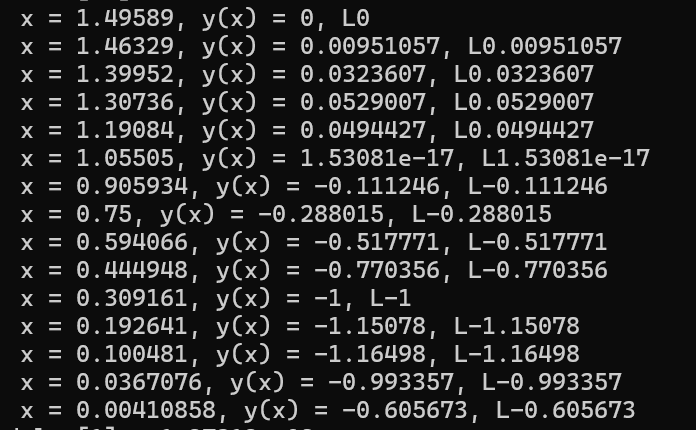 x = 1.49589, y(x) = 0, L0
x = 1.46329, y(x) = 0.00951057, L0.00951057
x = 1.39952, y(x) = 0.0323607, L0.0323607
x = 1.30736, y(x) = 0.0529007, L0.0529007
x = 1.19084, y(x) = 0.0494427, L0.0494427
x = 1.05505, y(x) = 1.53081e-17, L1.53081e-17
x = 0.905934, y(x) = -0.111246, L-0.111246
x = 0.75, y(x) = -0.288015, L-0.288015
x = 0.594066, y(x) = -0.517771, L-0.517771
x = 0.444948, y(x) = -0.770356, L-0.770356
x = 0.309161, y(x) = -1, L-1
x = 0.192641, y(x) = -1.15078, L-1.15078
x = 0.100481, y(x) = -1.16498, L-1.16498
x = 0.0367076, y(x) = -0.993357, L-0.993357
x = 0.00410858, y(x) = -0.605673, L-0.605673